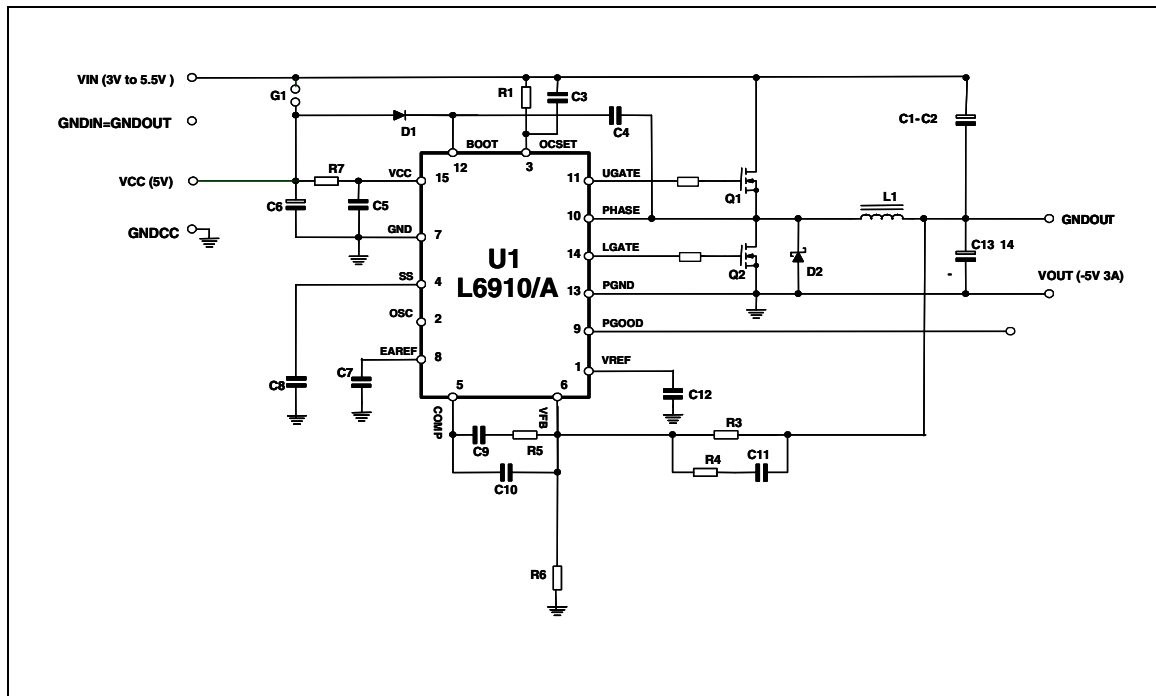 VIN (3V to 5.5V )
G1
R1
C3
GNDIN=GNDOUT
D1
C4
C1-C2
BOOT
OCSET
12
3
R7
VCC
15
11
UGATE
VCC (5V)
Q1
L1
C6
C5
10
PHASE
GNDOUT
GNDCC
GND
7
U1
L6910/A
14
LGATE
Q2
D2
C13 14
-
VOUT (-5V 3A)
SS
4
13
PGND
OSC
2
9
PGOOD
EAREF
8
1
VREF
C8
C7
5
6
C12
COMP
VFB
R3
C9
R5
R4
C11
C10
R6